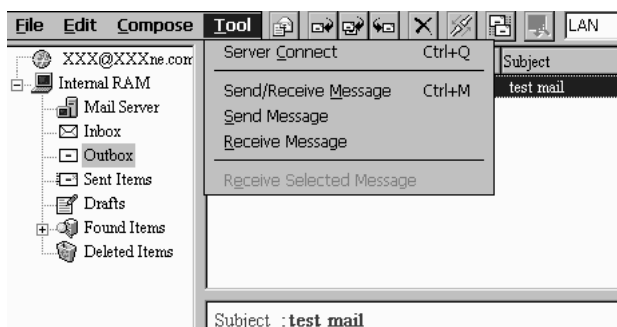 File Edit Compose Tool LAN
XXX@XXXne.com
Server Connect Ctrl+Q
Subject
Internal RAM
Send/Receive Message Ctrl+M
test mail
Mail Server
Send Message
Inbox
Receive Message
Outbox
Sent Items
Receive Selected Message
Drafts
Found Items
Deleted Items
Subject : test mail